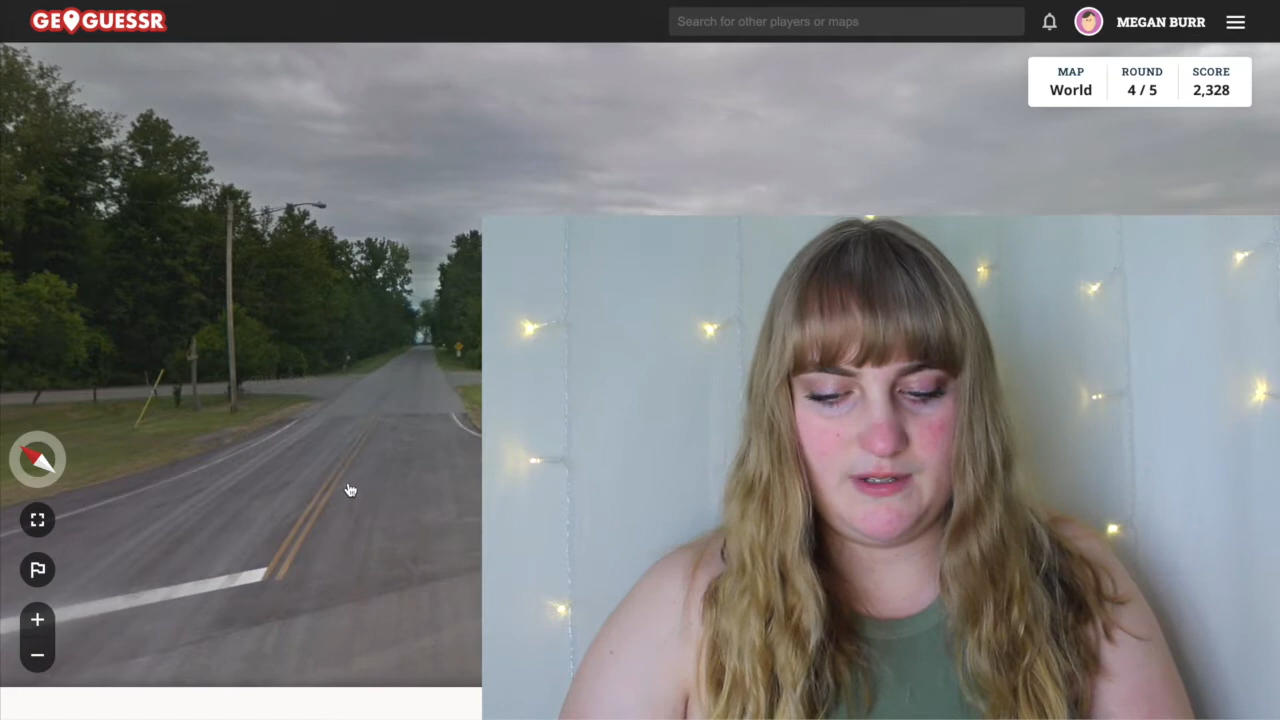 GEOGUESSR
Search for other players or maps
MEGAN BURR
MAP ROUND SCORE
World 4 / 5 2,328